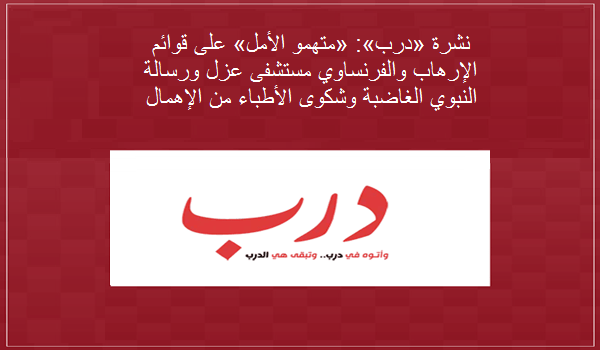 نشرة «درب»: «متهمو الأمل» على قوائم
الإرهاب والفرنساوي مستشفى عزل ورسالة
النبوي الغاضبة وشكوى الأطباء من الإهمال
درب
وأتوه في درب.. وتبقى هي الدرب